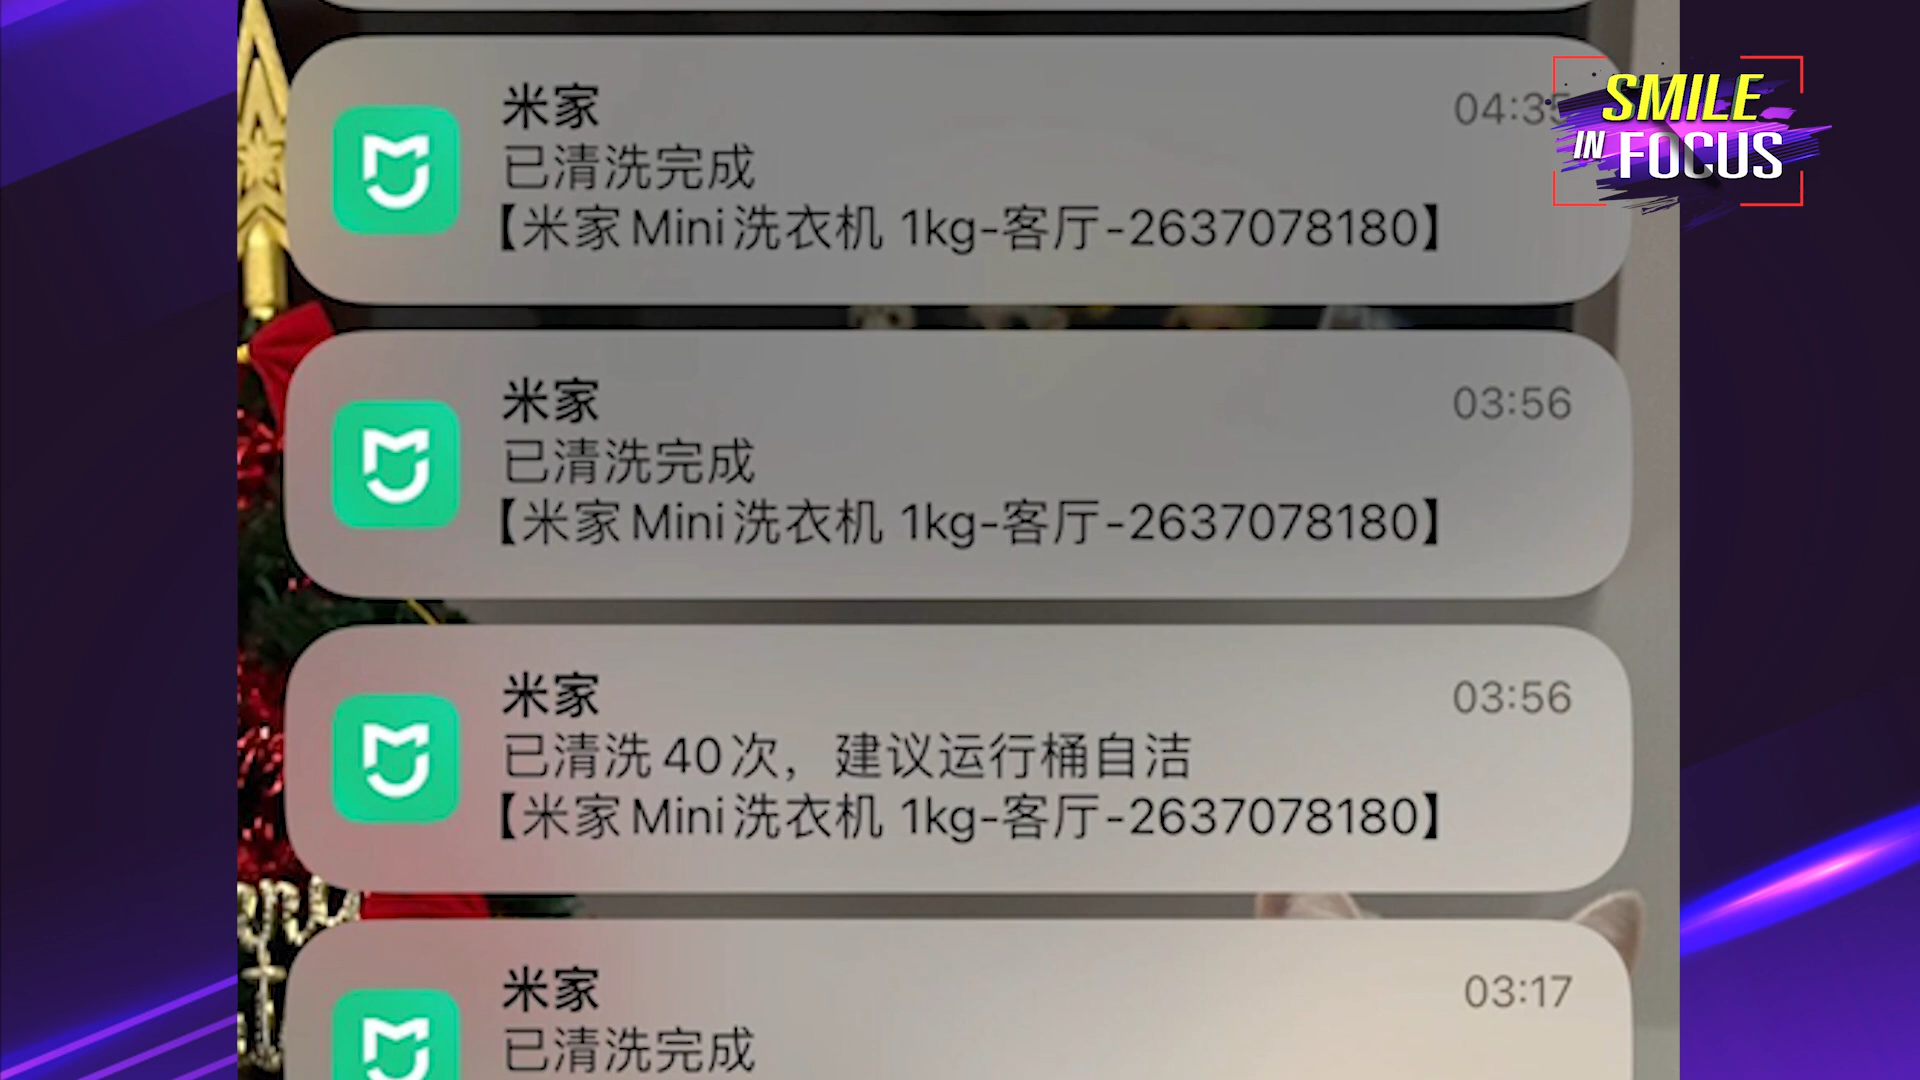 米家
04:35
已清洗完成
【米家Mini洗衣机 1kg-客厅-2637078180】
SMILE
IN FOCUS
米家
03:56
已清洗完成
【米家Mini洗衣机 1kg-客厅-2637078180】
米家
03:56
已清洗40次，建议运行桶自洁
【米家Mini洗衣机 1kg-客厅-2637078180】
米家
03:17
已清洗完成